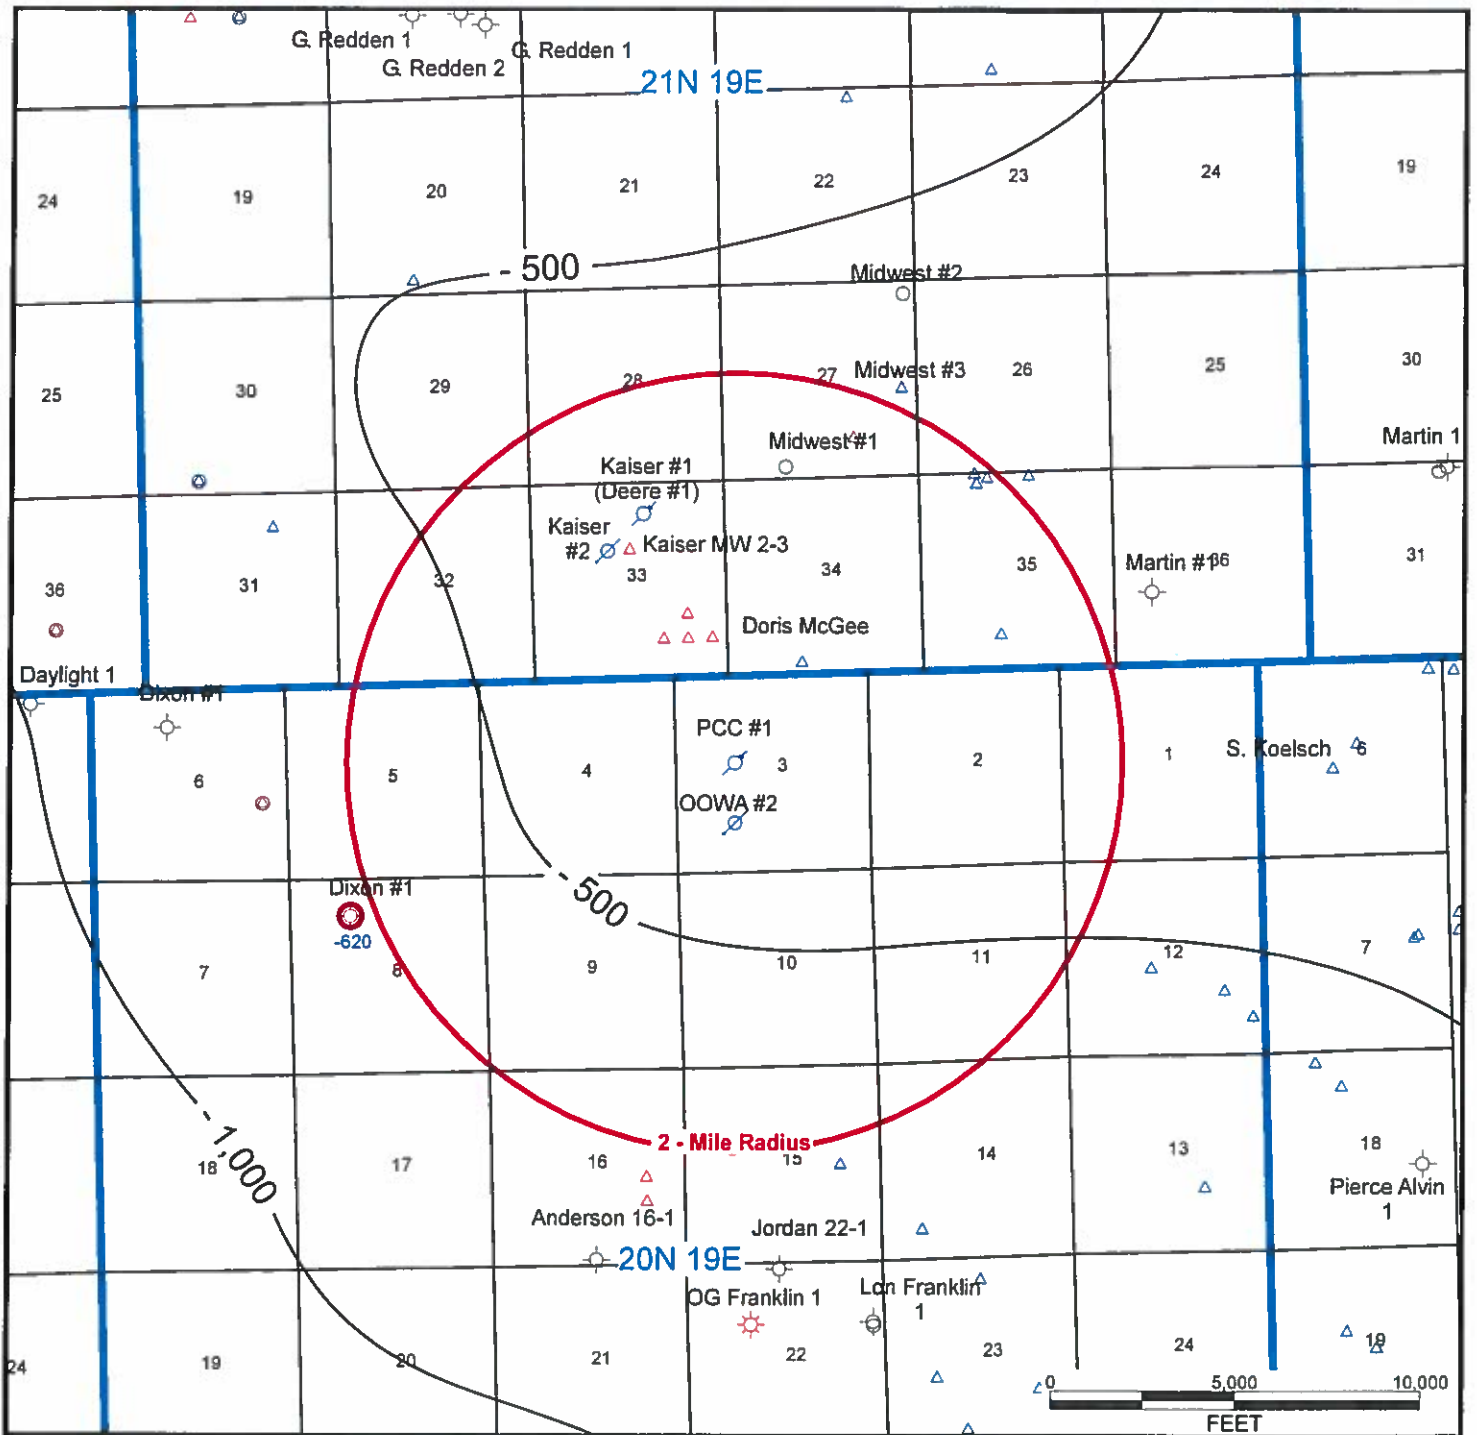 G. Redden 1
G. Redden 2
G. Redden 1
21N 19E
24
19
20
21
22
23
24
19
- 500
Midwest #2
25
30
29
28
27
Midwest #3
26
25
30
Martin 1
Midwest #1
Kaiser #1
(Deere #1)
Kaiser
#2
Kaiser MW 2-3
36
31
32
33
34
35
Martin #1
36
31
Doris McGee
Daylight 1
Dixon #1
PCC #1
6
5
4
3
2
1
S. Koelsch
6
OOWA #2
Dixon #1
-620
- 500
7
8
9
10
11
12
7
- 1,000
2 - Mile Radius
18
17
16
15
14
13
18
Pierce Alvin
1
Anderson 16-1
Jordan 22-1
20N 19E
OG Franklin 1
Lon Franklin
1
24
19
20
21
22
23
24
19
0
5,000
10,000
FEET